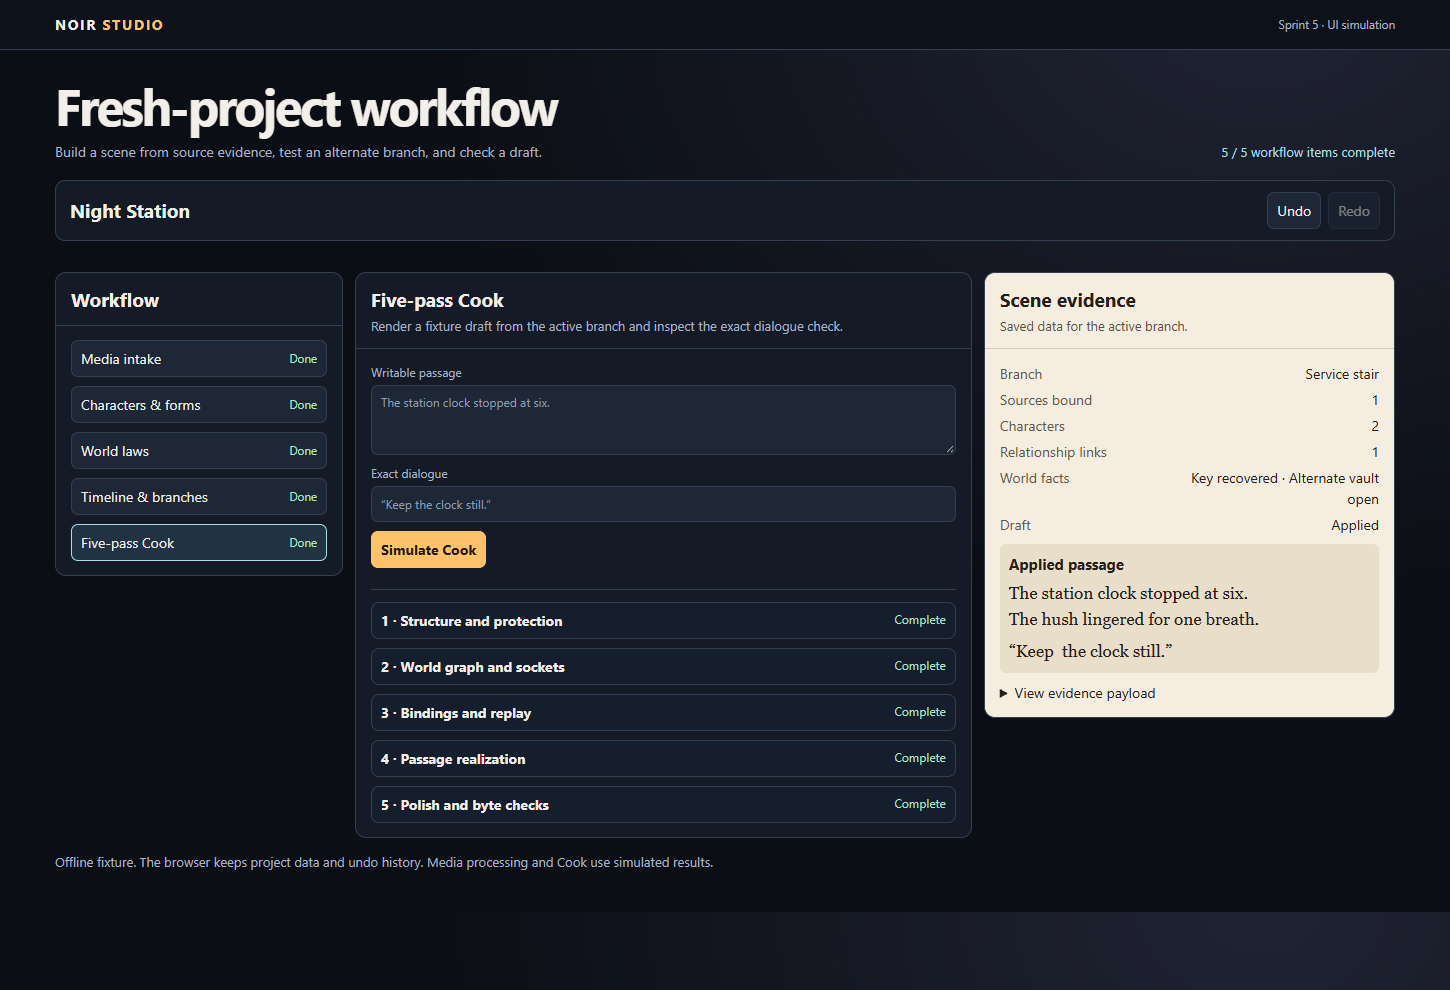 NOIR STUDIO
Sprint 5 · UI simulation
Fresh-project workflow
Build a scene from source evidence, test an alternate branch, and check a draft.
5 / 5 workflow items complete
Night Station
Undo
Redo
Workflow
Media intake Done
Characters & forms Done
World laws Done
Timeline & branches Done
Five-pass Cook Done
Five-pass Cook
Render a fixture draft from the active branch and inspect the exact dialogue check.
Writable passage
The station clock stopped at six.
Exact dialogue
“Keep the clock still.”
Simulate Cook
1 · Structure and protection Complete
2 · World graph and sockets Complete
3 · Bindings and replay Complete
4 · Passage realization Complete
5 · Polish and byte checks Complete
Scene evidence
Saved data for the active branch.
Branch Service stair
Sources bound 1
Characters 2
Relationship links 1
World facts Key recovered · Alternate vault
open
Draft Applied
Applied passage
The station clock stopped at six.
The hush lingered for one breath.
“Keep  the clock still.”
▶ View evidence payload
Offline fixture. The browser keeps project data and undo history. Media processing and Cook use simulated results.